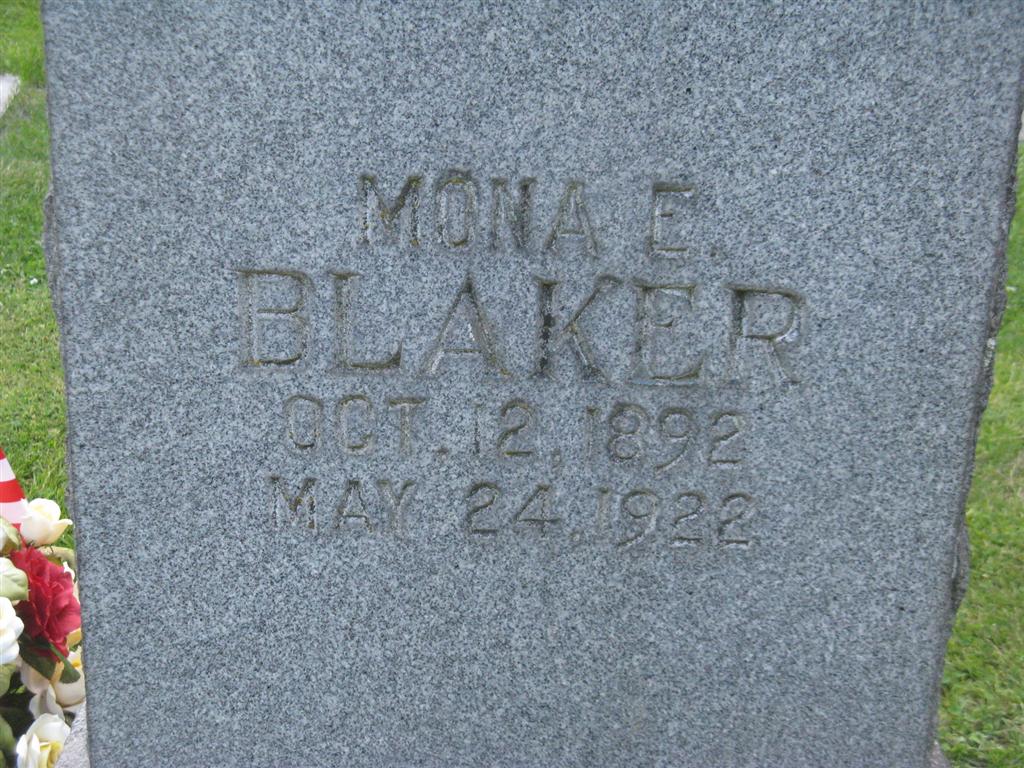 MONA E.
BLAKER
OCT. 12, 1892
MAY 24, 1922